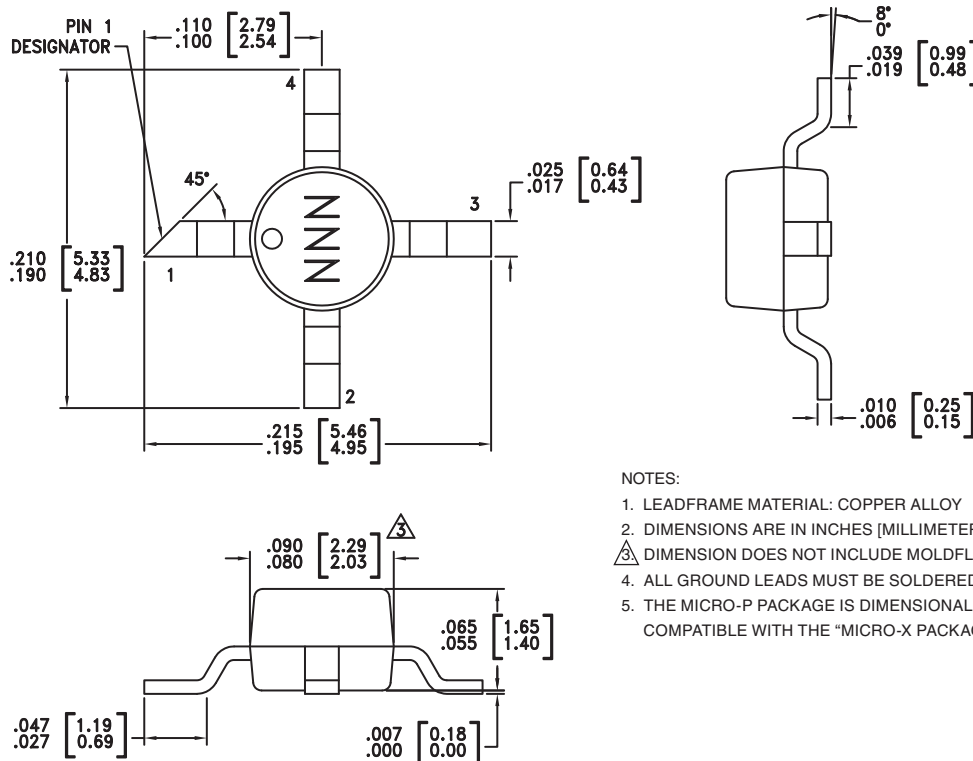 PIN 1
DESIGNATOR
.110 [2.79]
.100 [2.54]
4
45°
NNN
3
1
2
.025 [0.64]
.017 [0.43]
.210 [5.33]
.190 [4.83]
.215 [5.46]
.195 [4.95]
8°
0°
.039 [0.99]
.019 [0.48]
.010 [0.25]
.006 [0.15]
.090 [2.29]
.080 [2.03]
3
.065 [1.65]
.055 [1.40]
.047 [1.19]
.027 [0.69]
.007 [0.18]
.000 [0.00]
NOTES:
1. LEADFRAME MATERIAL: COPPER ALLOY
2. DIMENSIONS ARE IN INCHES [MILLIMETER
3. DIMENSION DOES NOT INCLUDE MOLDFL
4. ALL GROUND LEADS MUST BE SOLDERED
5. THE MICRO-P PACKAGE IS DIMENSIONAL
COMPATIBLE WITH THE “MICRO-X PACKAG